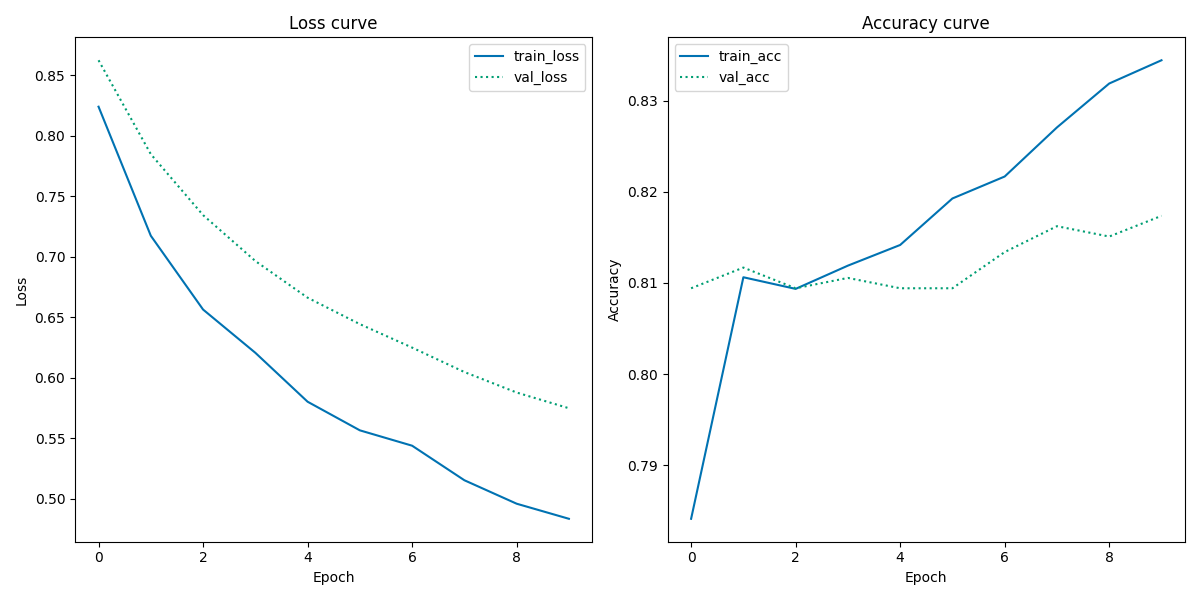 Loss curve
train_loss
val_loss
0.85
0.80
0.75
0.70
0.65
0.60
0.55
0.50
Loss
0
2
4
6
8
Epoch
Accuracy curve
train_acc
val_acc
0.83
0.82
0.81
0.80
0.79
Accuracy
0
2
4
6
8
Epoch